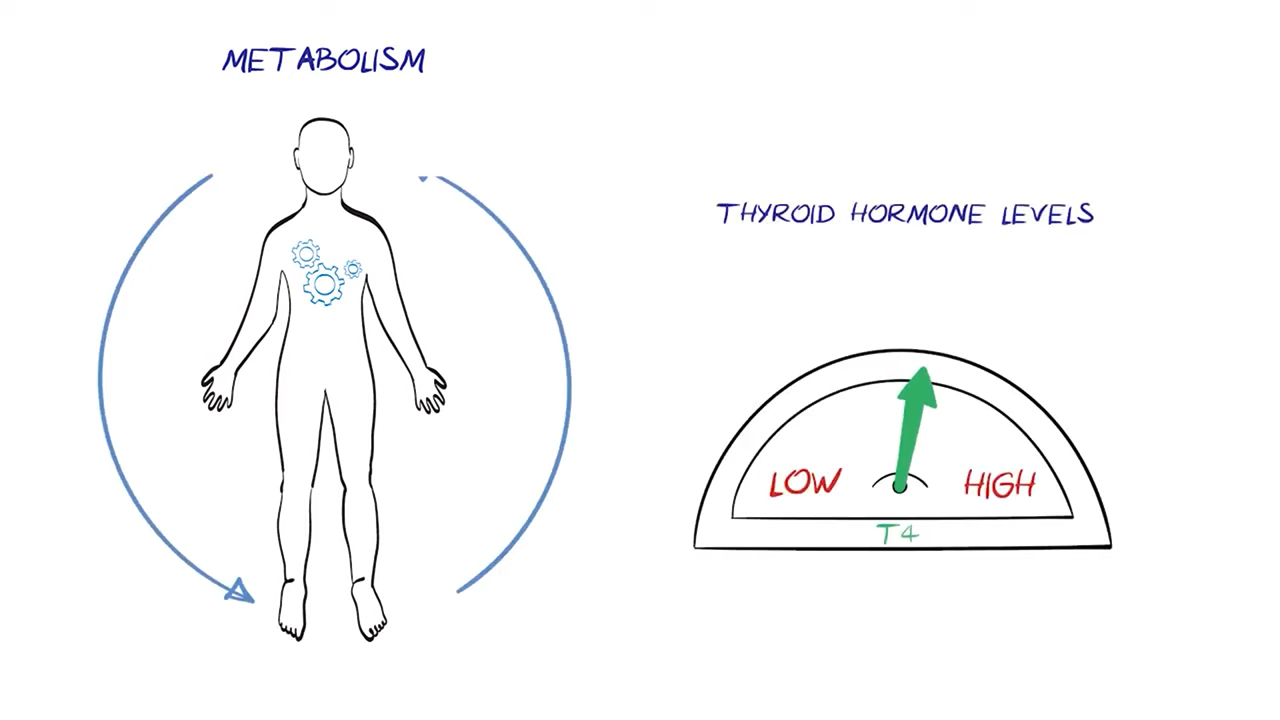 METABOLISM
THYROID HORMONE LEVELS
LOW
HIGH
T4